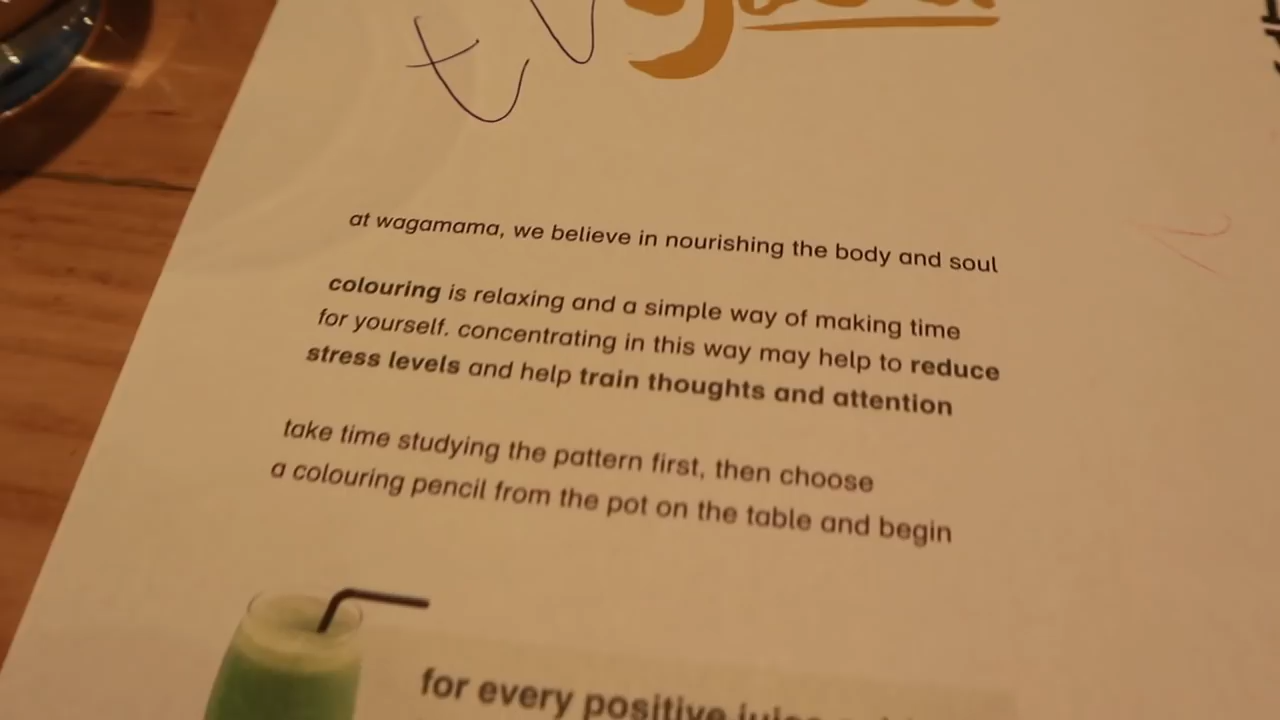 at wagamama, we believe in nourishing the body and soul
colouring is relaxing and a simple way of making time
for yourself. concentrating in this way may help to reduce
stress levels and help train thoughts and attention
take time studying the pattern first, then choose
a colouring pencil from the pot on the table and begin
for every positive